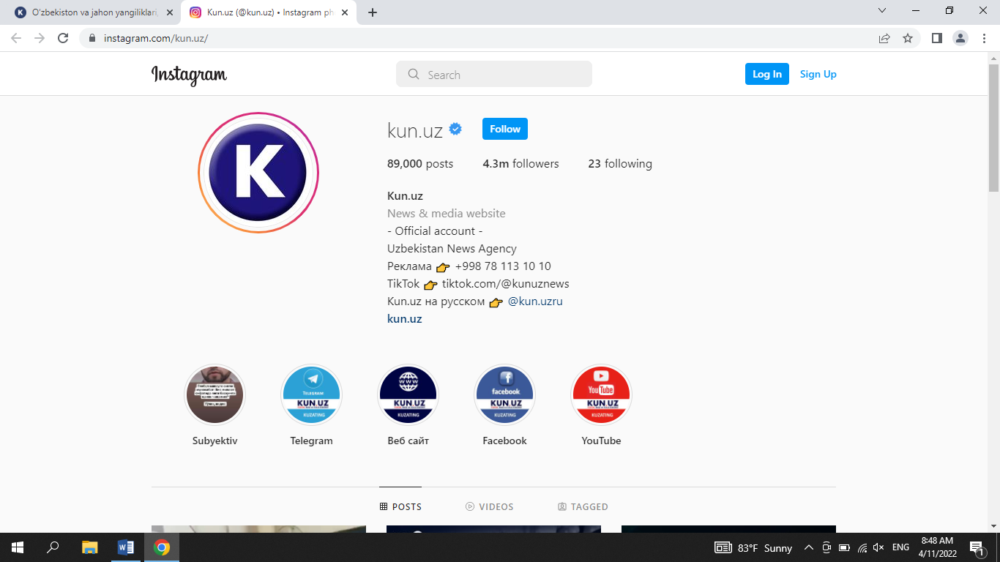 O'zbekiston va jahon yangiliklari,
Kun.uz (@kun.uz) • Instagram ph
instagram.com/kun.uz/
Instagram
Search
Log In
Sign Up
K
kun.uz
Follow
89,000 posts
4.3m followers
23 following
Kun.uz
News & media website
- Official account -
Uzbekistan News Agency
Реклама 👉 +998 78 113 10 10
TikTok 👉 tiktok.com/@kunuznews
Kun.uz на русском 👉 @kun.uzru
kun.uz
TELEGRAM
KUN.UZ
KUZATING
WWW
KUN.UZ
KUZATING
facebook
KUN.UZ
KUZATING
YouTube
KUN.UZ
KUZATING
Subyektiv
Telegram
Веб сайт
Facebook
YouTube
POSTS
VIDEOS
TAGGED
83°F Sunny
ENG
8:48 AM
4/11/2022
1